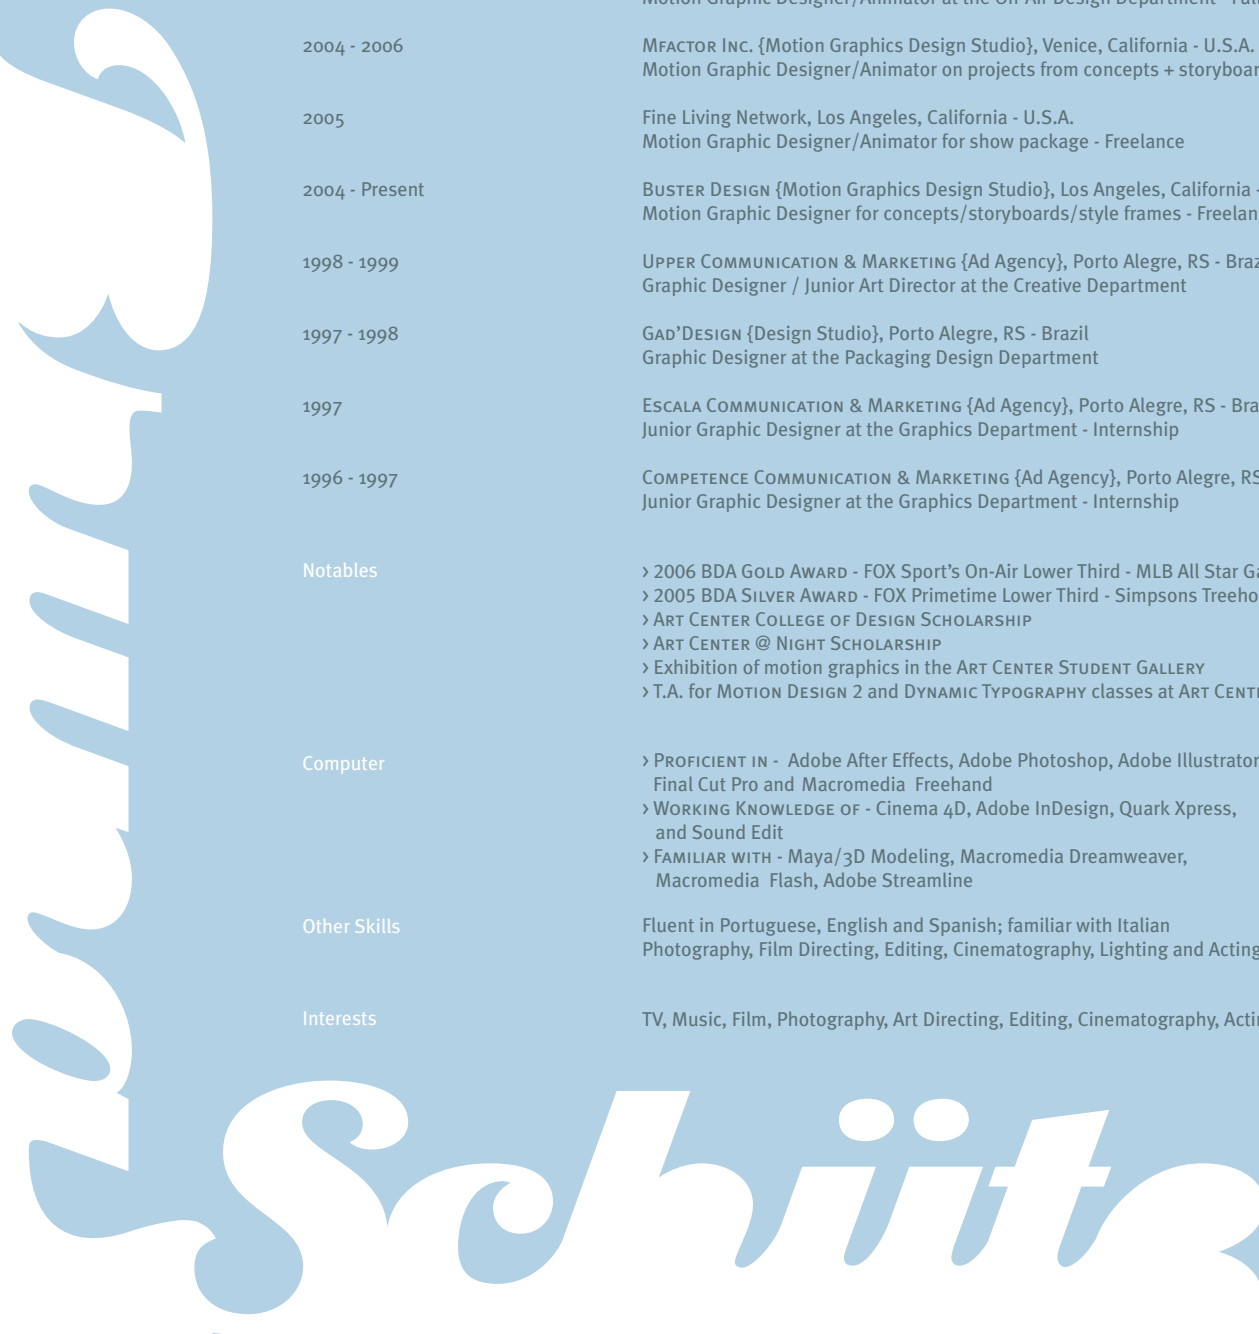 Motion Graphic Designer/Animator at the On-Air Design Department -
2004 - 2006 MFACTOR INC. {Motion Graphics Design Studio}, Venice, California - U.S.A.
Motion Graphic Designer/Animator on projects from concepts +
2005 Fine Living Network, Los Angeles, California - U.S.A.
Motion Graphic Designer/Animator for show package - Freelance
2004 - Present BUSTER DESIGN {Motion Graphics Design Studio}, Los Angeles, California -
Motion Graphic Designer for concepts/storyboards/style frames -
1998 - 1999 UPPER COMMUNICATION & MARKETING {Ad Agency}, Porto Alegre, RS -
Graphic Designer / Junior Art Director at the Creative Department
1997 - 1998 GAD'DESIGN {Design Studio}, Porto Alegre, RS - Brazil
Graphic Designer at the Packaging Design Department
1997 ESCALA COMMUNICATION & MARKETING {Ad Agency}, Porto Alegre, RS -
Junior Graphic Designer at the Graphics Department - Internship
1996 - 1997 COMPETENCE COMMUNICATION & MARKETING {Ad Agency}, Porto Alegre, RS
Junior Graphic Designer at the Graphics Department - Internship
Notables › 2006 BDA GOLD AWARD - FOX Sport's On-Air Lower Third - MLB All Star
› 2005 BDA SILVER AWARD - FOX Primetime Lower Third - Simpsons
› ART CENTER COLLEGE OF DESIGN SCHOLARSHIP
› ART CENTER @ NIGHT SCHOLARSHIP
› Exhibition of motion graphics in the ART CENTER STUDENT GALLERY
› T.A. for MOTION DESIGN 2 and DYNAMIC TYPOGRAPHY classes at ART
Computer › PROFICIENT IN - Adobe After Effects, Adobe Photoshop, Adobe Illustrator
Final Cut Pro and Macromedia Freehand
› WORKING KNOWLEDGE OF - Cinema 4D, Adobe InDesign, Quark Xpress,
and Sound Edit
› FAMILIAR WITH - Maya/3D Modeling, Macromedia Dreamweaver,
Macromedia Flash, Adobe Streamline
Other Skills Fluent in Portuguese, English and Spanish; familiar with Italian
Photography, Film Directing, Editing, Cinematography, Lighting and Acting
Interests TV, Music, Film, Photography, Art Directing, Editing, Cinematography,
Schüt